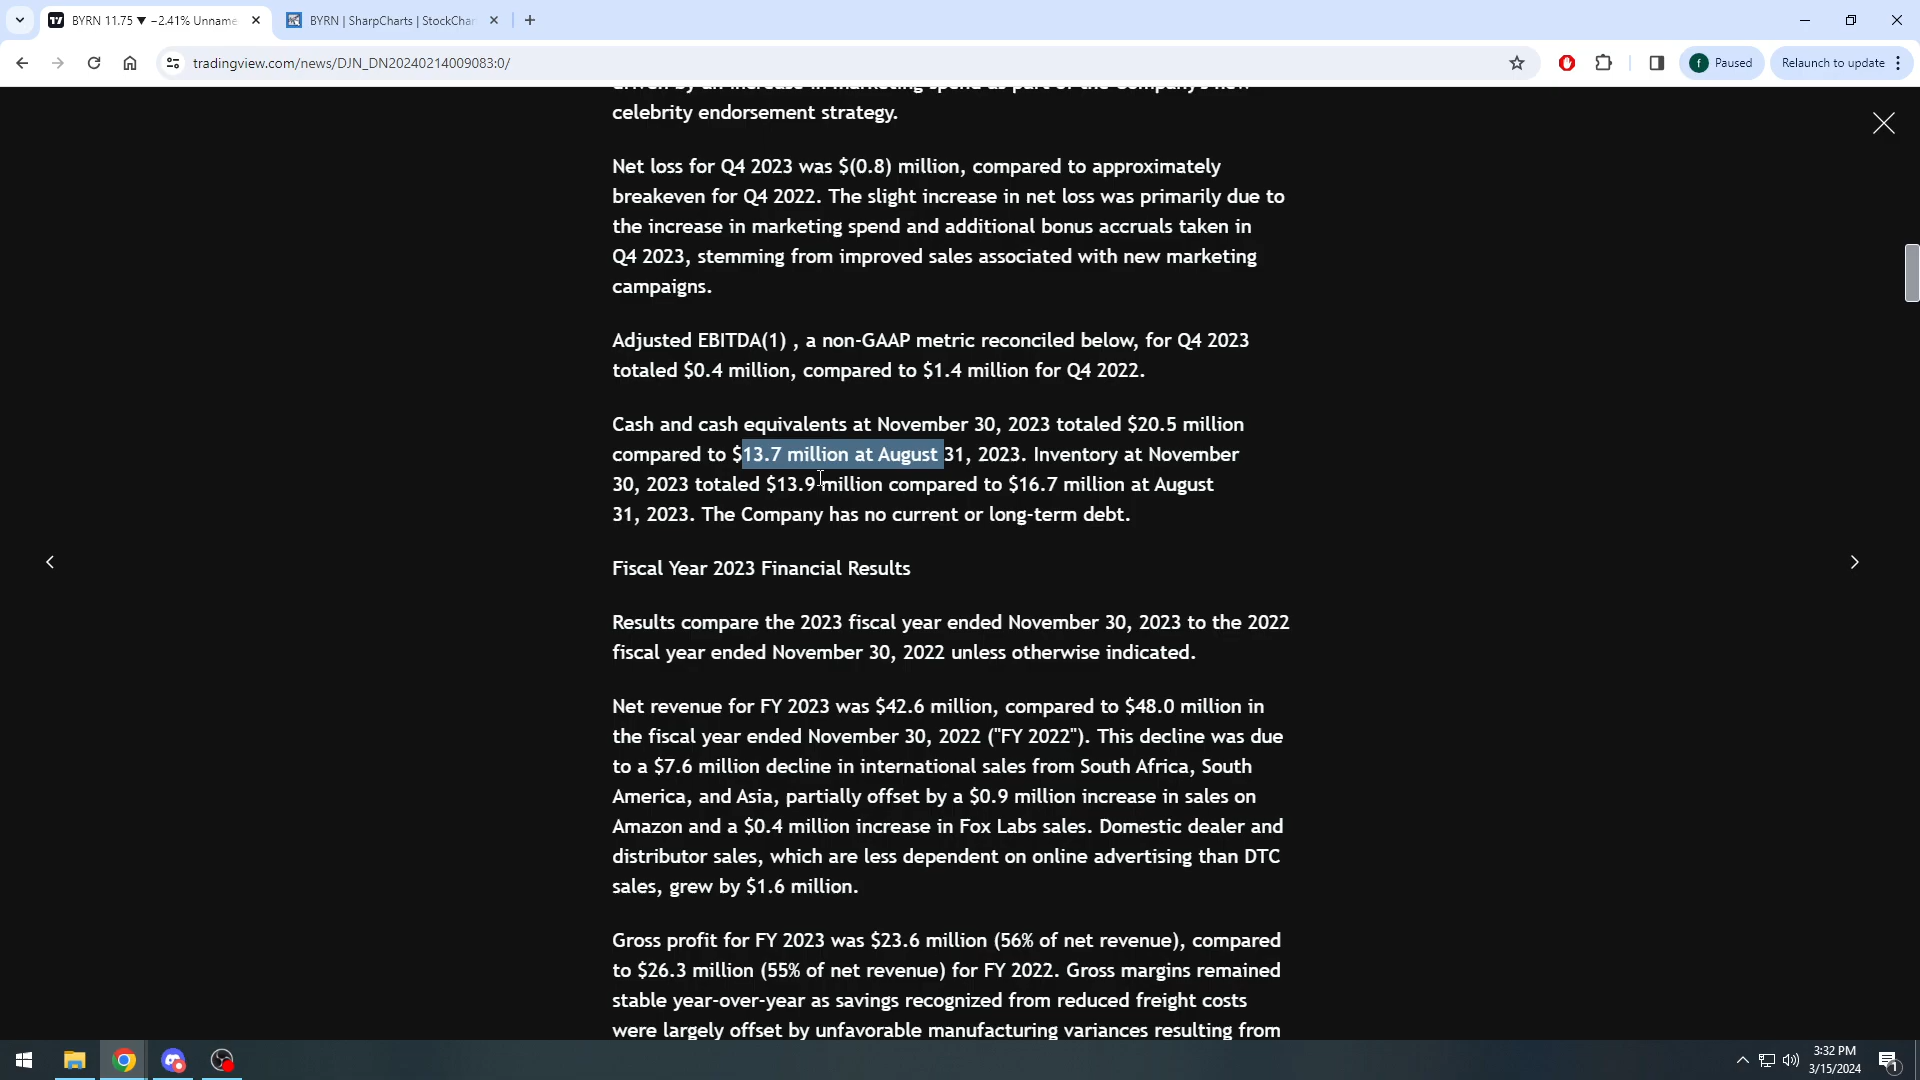 BYRN 11.75 ▼ −2.41% Unname
BYRN | SharpCharts | StockChar
tradingview.com/news/DJN_DN20240214009083:0/
f
Paused
Relaunch to update
driven by an increase in marketing spend as part of the Company's new
celebrity endorsement strategy.
Net loss for Q4 2023 was $(0.8) million, compared to approximately
breakeven for Q4 2022. The slight increase in net loss was primarily due to
the increase in marketing spend and additional bonus accruals taken in
Q4 2023, stemming from improved sales associated with new marketing
campaigns.
Adjusted EBITDA(1) , a non-GAAP metric reconciled below, for Q4 2023
totaled $0.4 million, compared to $1.4 million for Q4 2022.
Cash and cash equivalents at November 30, 2023 totaled $20.5 million
compared to $13.7 million at August 31, 2023. Inventory at November
30, 2023 totaled $13.9 million compared to $16.7 million at August
31, 2023. The Company has no current or long-term debt.
Fiscal Year 2023 Financial Results
Results compare the 2023 fiscal year ended November 30, 2023 to the 2022
fiscal year ended November 30, 2022 unless otherwise indicated.
Net revenue for FY 2023 was $42.6 million, compared to $48.0 million in
the fiscal year ended November 30, 2022 ("FY 2022"). This decline was due
to a $7.6 million decline in international sales from South Africa, South
America, and Asia, partially offset by a $0.9 million increase in sales on
Amazon and a $0.4 million increase in Fox Labs sales. Domestic dealer and
distributor sales, which are less dependent on online advertising than DTC
sales, grew by $1.6 million.
Gross profit for FY 2023 was $23.6 million (56% of net revenue), compared
to $26.3 million (55% of net revenue) for FY 2022. Gross margins remained
stable year-over-year as savings recognized from reduced freight costs
were largely offset by unfavorable manufacturing variances resulting from
3:32 PM
3/15/2024
1